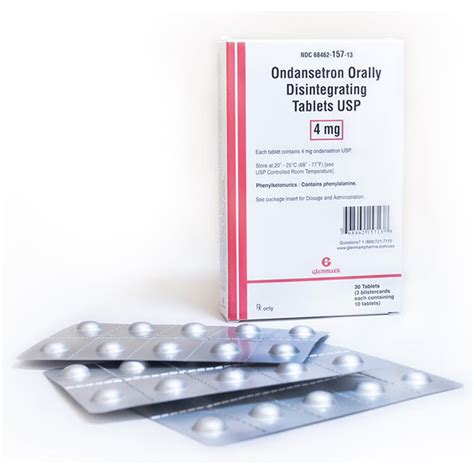 NDC 68462-157-13
Ondansetron Orally
Disintegrating
Tablets USP
4 mg
Each tablet contains 4 mg ondansetron USP.
Store at 20° - 25°C (68° - 77°F) [see
USP Controlled Room Temperature].
Phenylketonurics : Contains phenylalanine.
See package insert for Dosage and Administration.
Questions? 1 (888)721-7115
www.glenmarkpharma.com/usa
G
glenmark
30 Tablets
(3 blistercards
each containing
10 tablets)
Rx only